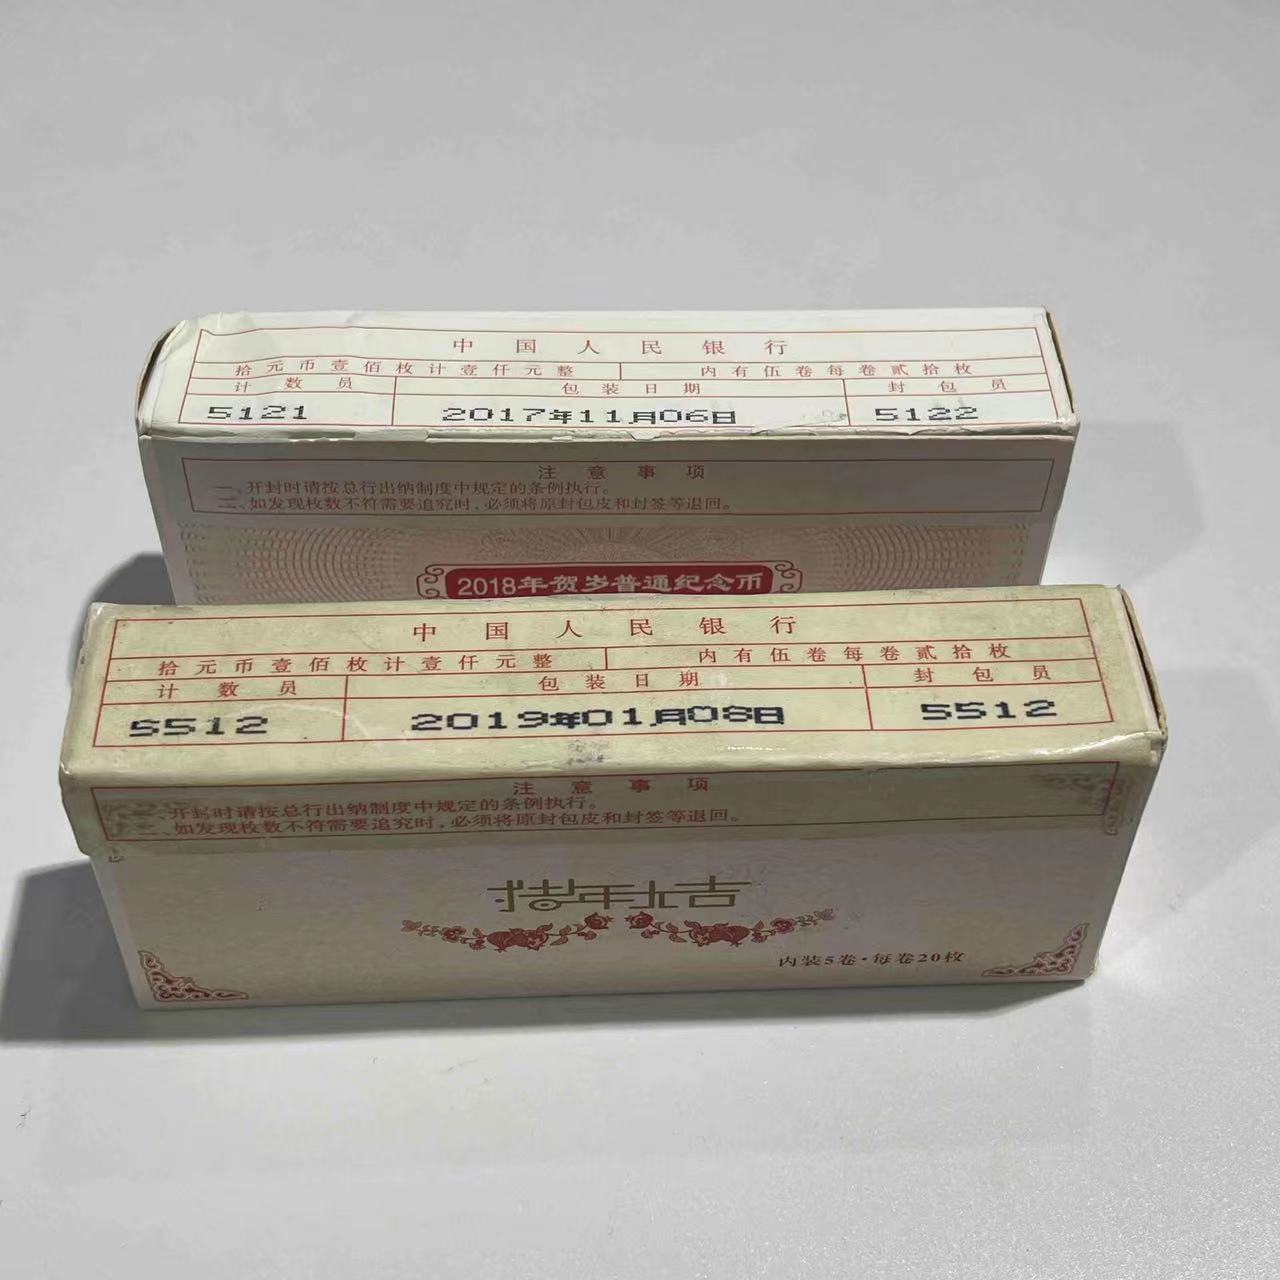 中国人民银行
拾元币壹佰枚计壹仟元整 内有伍卷每卷贰拾枚
计数员 包装日期 封包员
5121 2017年11月06日 5122
注意事项
一、开封时请按总行出纳制度中规定的条例执行。
二、如发现枚数不符需要追究时，必须将原封包皮和封签等退回。
2018年贺岁普通纪念币
中国人民银行
拾元币壹佰枚计壹仟元整 内有伍卷每卷贰拾枚
计数员 包装日期 封包员
5512 2019年01月08日 5512
注意事项
一、开封时请按总行出纳制度中规定的条例执行。
二、如发现枚数不符需要追究时，必须将原封包皮和封签等退回。
猪年大吉
内装5卷·每卷20枚